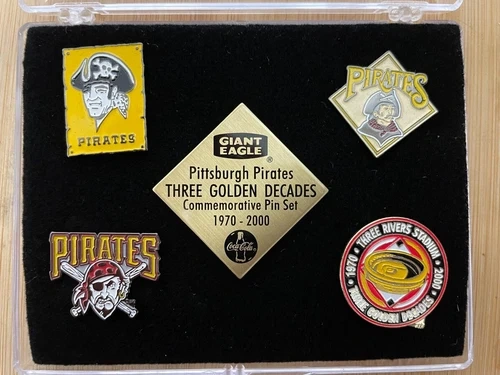 PIRATES
PIRATES
GIANT
EAGLE
®
Pittsburgh Pirates
THREE GOLDEN DECADES
Commemorative Pin Set
1970 - 2000
Coca-Cola
PIRATES
THREE RIVERS STADIUM
1970
2000
GOLDEN DECADES